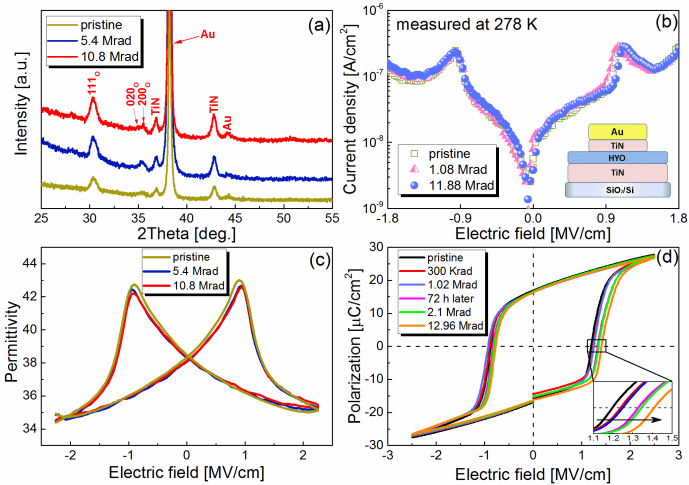 (a)
pristine
5.4 Mrad
10.8 Mrad
Au
111o
020o
200o
TiN
TiN
Au
Intensity [a.u.]
25 30 35 40 45 50 55
2Theta [deg.]
(b)
measured at 278 K
Current density [A/cm²]
10⁻⁶
10⁻⁷
10⁻⁸
10⁻⁹
pristine
1.08 Mrad
11.88 Mrad
Au
TiN
HYO
TiN
SiO₂/Si
-1.8 -0.9 0.0 0.9 1.8
Electric field [MV/cm]
(c)
pristine
5.4 Mrad
10.8 Mrad
Permittivity
42
40
38
36
34
-2 -1 0 1 2
Electric field [MV/cm]
(d)
pristine
300 Krad
1.02 Mrad
72 h later
2.1 Mrad
12.96 Mrad
Polarization [μC/cm²]
30
20
10
0
-10
-20
-30
1.1 1.2 1.3 1.4 1.5
-3 -2 -1 0 1 2 3
Electric field [MV/cm]